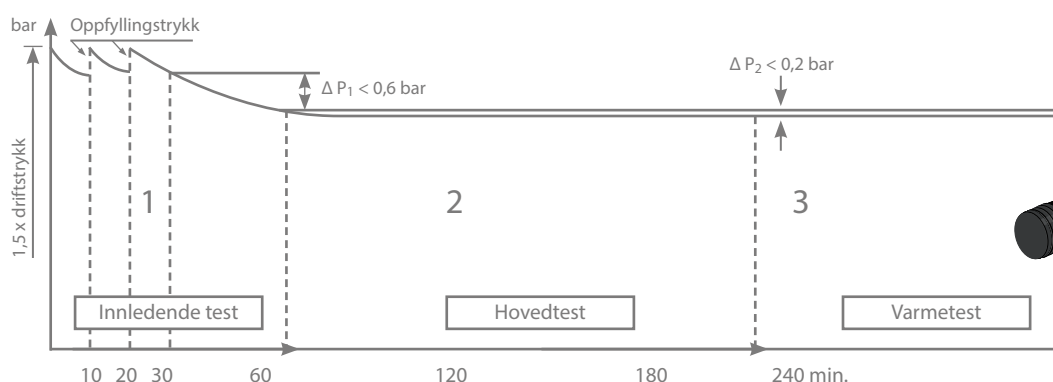 bar
Oppfyllingstrykk
Δ P1 < 0,6 bar
Δ P2 < 0,2 bar
1,5 x driftstrykk
1
2
3
Innledende test
Hovedtest
Varmetest
10 20 30 60 120 180 240 min.